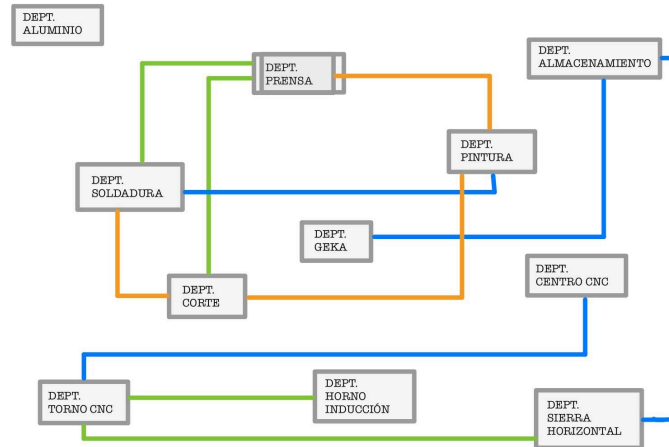 DEPT.
ALUMINIO
DEPT.
PRENSA
DEPT.
ALMACENAMIENTO
DEPT.
PINTURA
DEPT.
SOLDADURA
DEPT.
GEKA
DEPT.
CENTRO CNC
DEPT.
CORTE
DEPT.
TORNO CNC
DEPT.
HORNO
INDUCCIÓN
DEPT.
SIERRA
HORIZONTAL